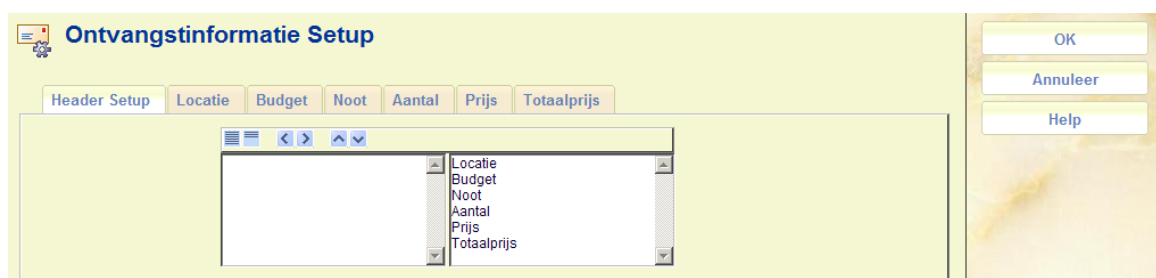 Ontvangstinformatie Setup
Header Setup Locatie Budget Noot Aantal Prijs Totaalprijs
Locatie
Budget
Noot
Aantal
Prijs
Totaalprijs
OK
Annuleer
Help